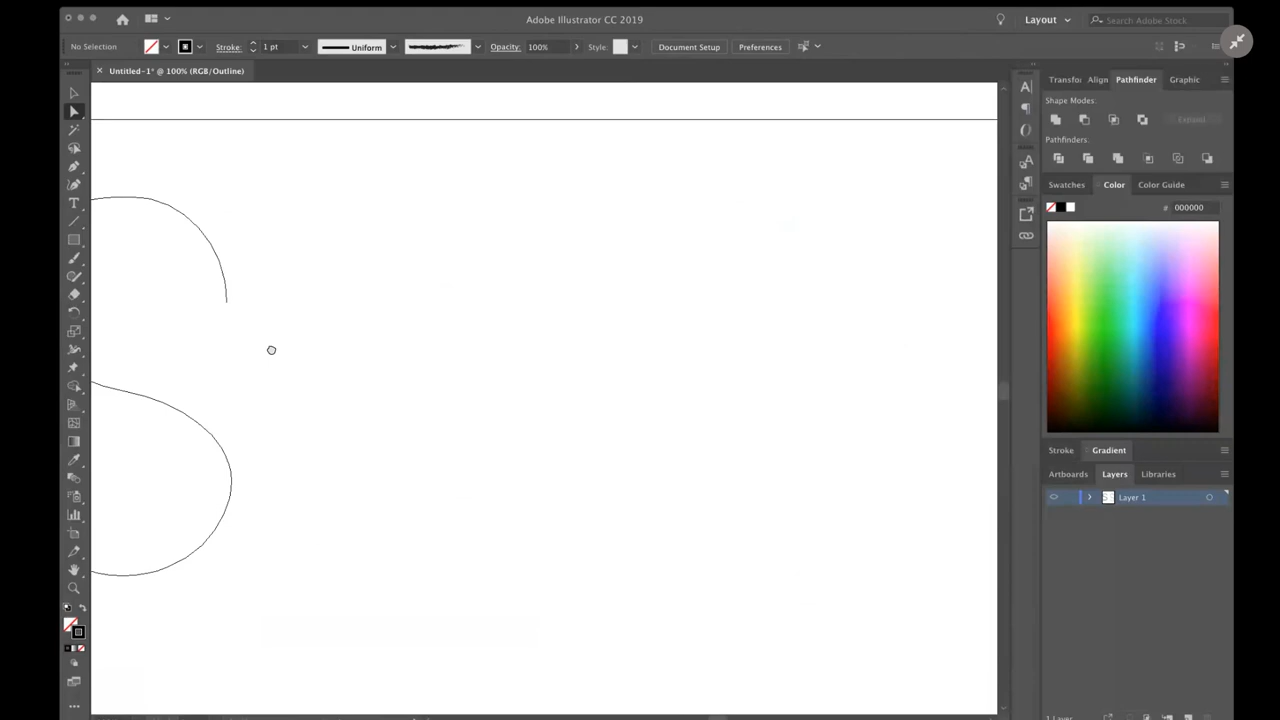 Adobe Illustrator CC 2019
Layout
Search Adobe Stock
No Selection
Stroke:
1 pt
Uniform
Opacity:
100%
Style:
Document Setup
Preferences
Untitled-1* @ 100% (RGB/Outline)
Transfo
Align
Pathfinder
Graphic
Shape Modes:
Expand
Pathfinders:
Swatches
Color
Color Guide
# 000000
Stroke
Gradient
Artboards
Layers
Libraries
Layer 1
1 Layer